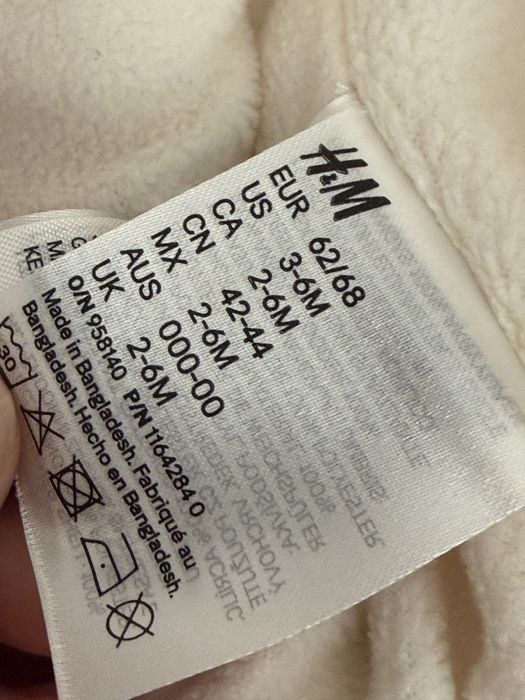 H&M
EUR 62/68
US 3-6M
CA 2-6M
CN 42-44
MX 2-6M
AUS 000-00
UK 2-6M
O/N 958140 P/N 1164284 0
Made in Bangladesh. Fabriqué au
Bangladesh. Hecho en Bangladesh.
30